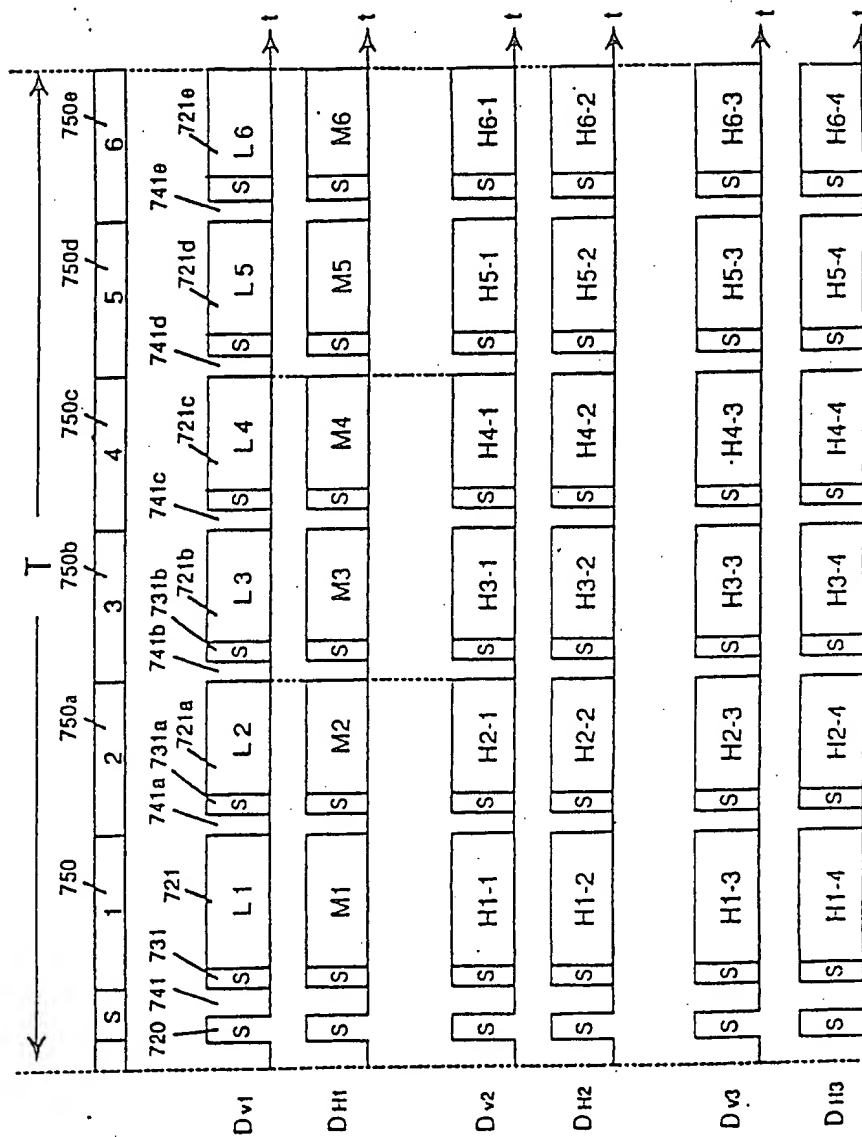 T
750 750a 750b 750c 750d 750e
S 1 2 3 4 5 6
720 741 731 721 741a 731a 721a 741b 731b 721b 741c 721c 741d 721d 741e 721e
Dv1 S S L1 S L2 S L3 S L4 S L5 S L6 t
DH1 S S M1 S M2 S M3 S M4 S M5 S M6 t
Dv2 S S H1-1 S H2-1 S H3-1 S H4-1 S H5-1 S H6-1 t
DH2 S S H1-2 S H2-2 S H3-2 S H4-2 S H5-2 S H6-2 t
Dv3 S S H1-3 S H2-3 S H3-3 S H4-3 S H5-3 S H6-3 t
DH3 S S H1-4 S H2-4 S H3-4 S H4-4 S H5-4 S H6-4 t